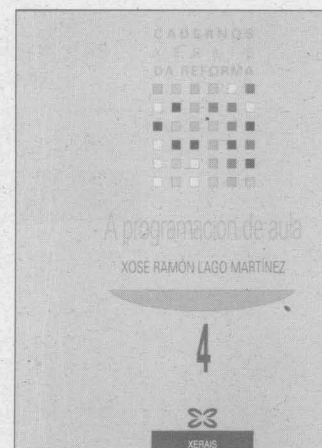 CADERNOS
XERAIS
DA REFORMA
A programación de aula
XOSÉ RAMÓN LAGO MARTÍNEZ
4
XERAIS